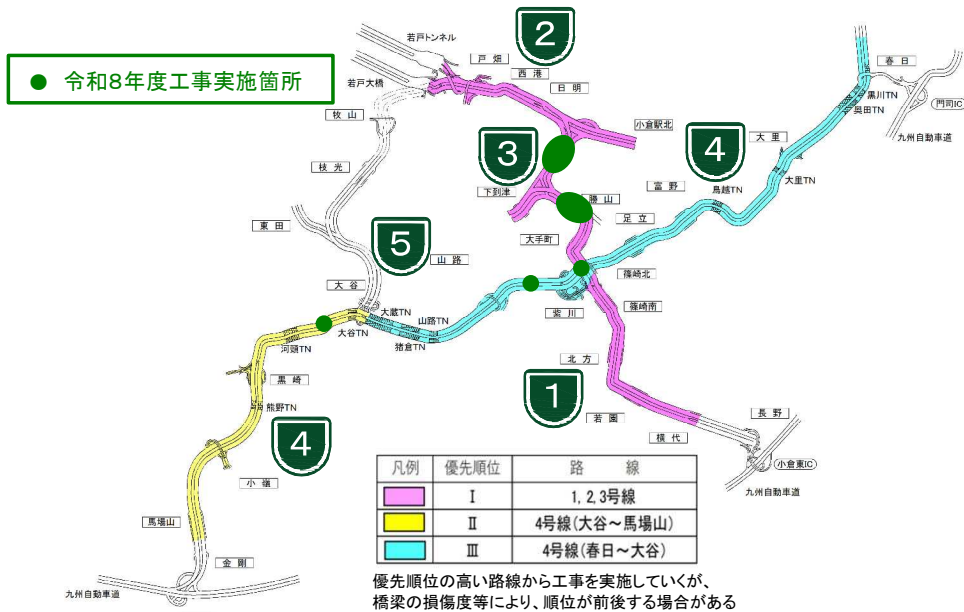 若戸トンネル
2
戸畑
春日
● 令和8年度工事実施箇所
西港
若戸大橋
日明
黒川TN
門司IC
奥田TN
牧山
小倉駅北
九州自動車道
4
大里
3
枝光
下到津
富野
鳥越TN
大里TN
勝山
足立
東田
大手町
5
山路
篠崎北
大谷
紫川
大蔵TN
山路TN
篠崎南
大谷TN
猪倉TN
河頭TN
北方
黒崎
1
熊野TN
若園
長野
4
横代
小倉東IC
小嶺
九州自動車道
凡例 優先順位 路線
Ⅰ 1,2,3号線
馬場山
Ⅱ 4号線(大谷～馬場山)
Ⅲ 4号線(春日～大谷)
金剛
優先順位の高い路線から工事を実施していくが、
九州自動車道
橋梁の損傷度等により、順位が前後する場合がある